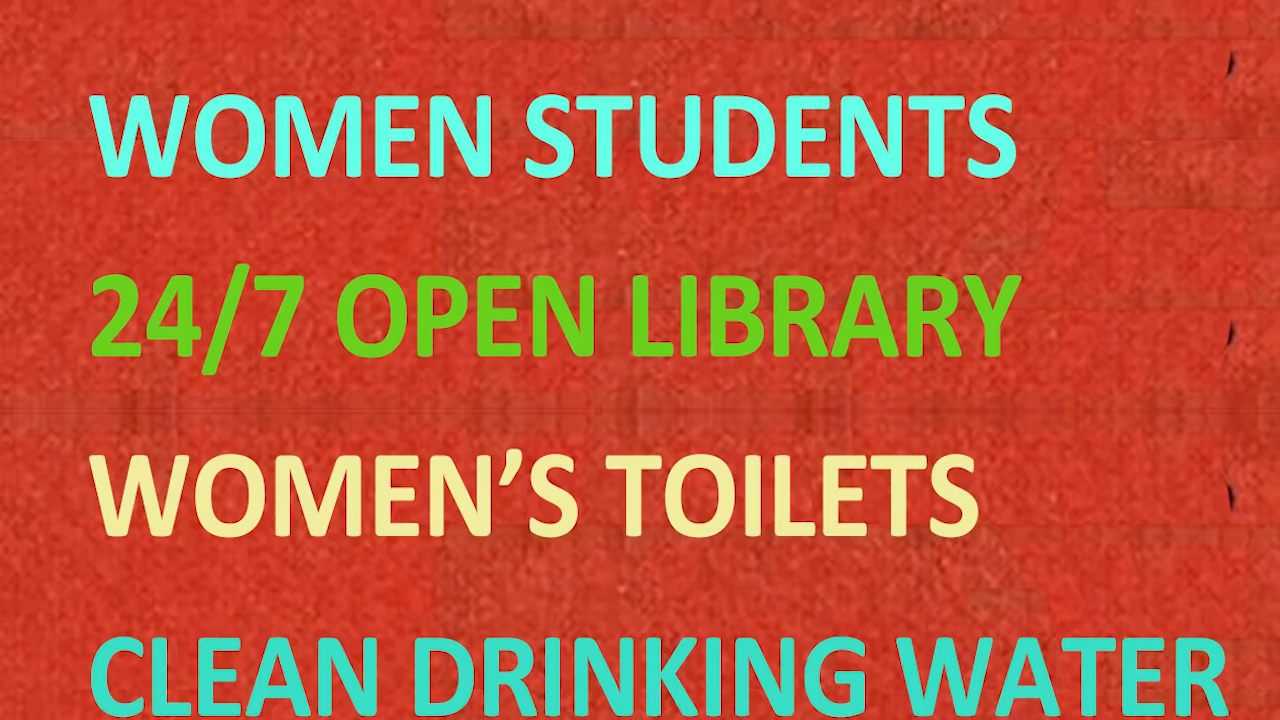 WOMEN STUDENTS
24/7 OPEN LIBRARY
WOMEN’S TOILETS
CLEAN DRINKING WATER